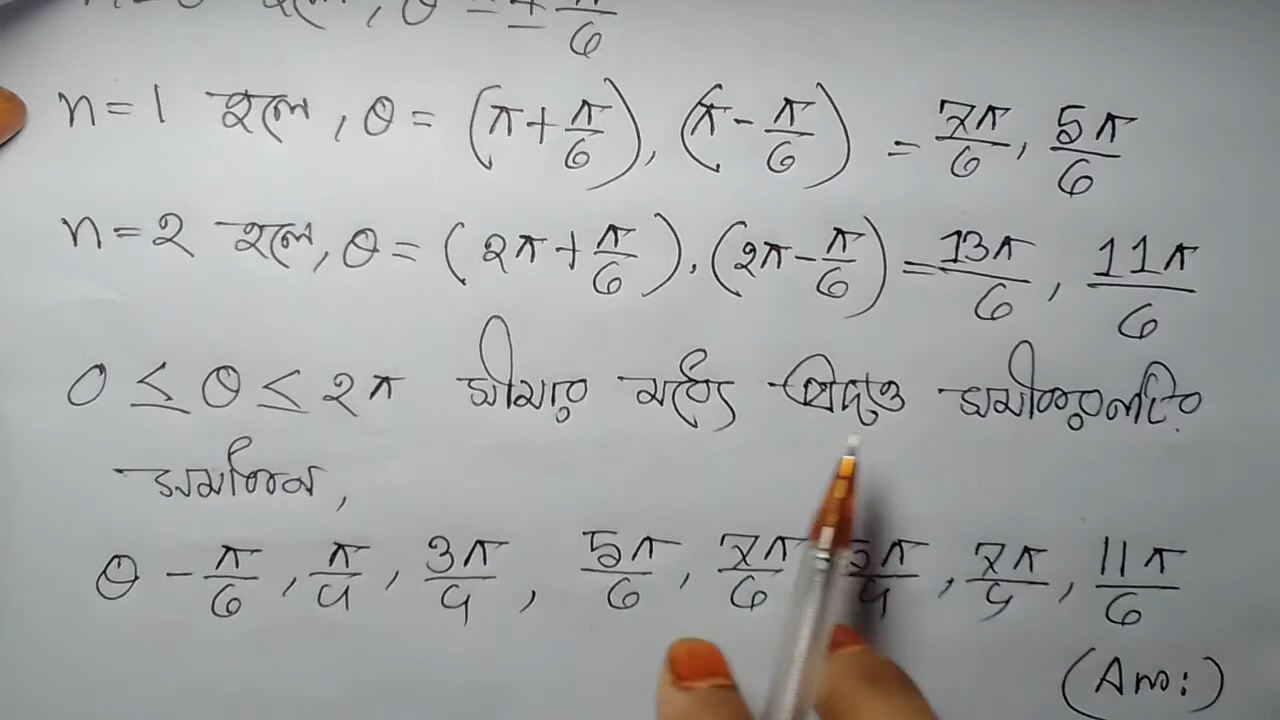 হলে, θ = ± π/6
n = 1 হলে, θ = (π + π/6), (π - π/6) = 7π/6, 5π/6
n = 2 হলে, θ = (2π + π/6), (2π - π/6) = 13π/6, 11π/6
0 ≤ θ ≤ 2π সীমার মধ্যে প্রদত্ত সমীকরণটির
সমাধান,
θ - π/6, π/4, 3π/4, 5π/6, 7π/6, 5π/4, 7π/4, 11π/6
(Ans:)